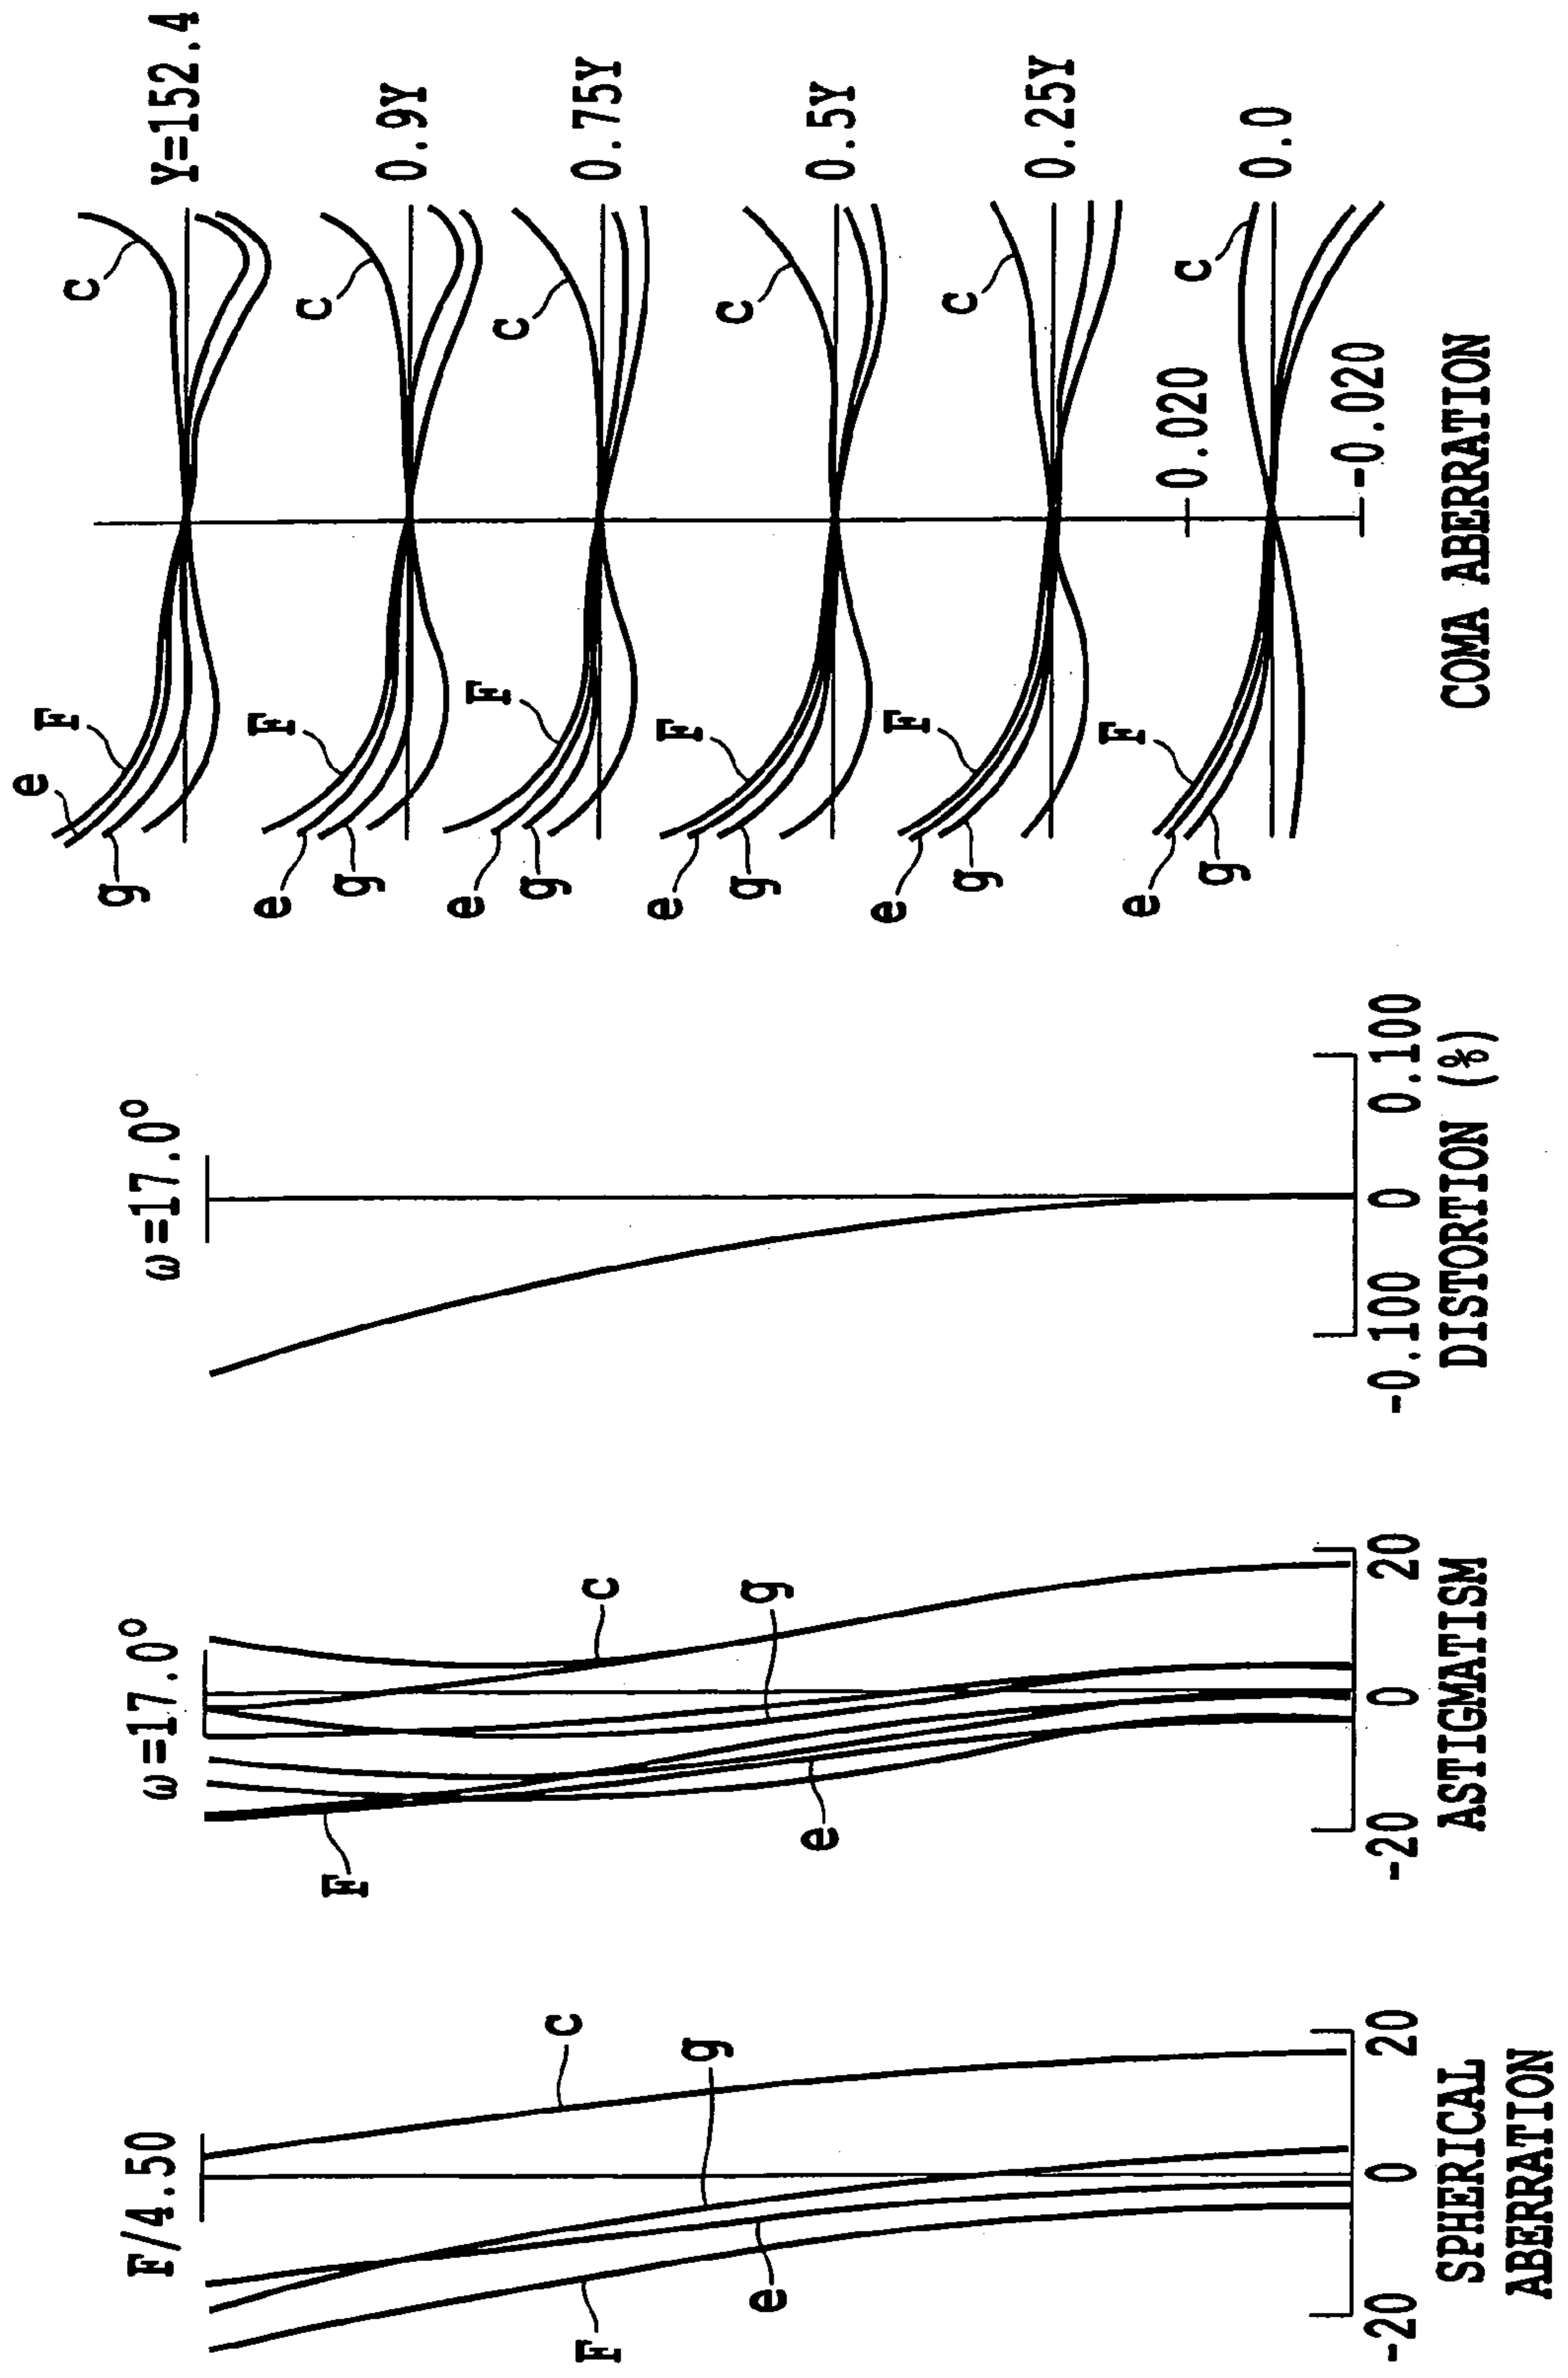 F/4.50
c
g
e
F
-20
0
20
SPHERICAL
ABERRATION
ω=17.0°
c
g
F
e
-20
0
20
ASTIGMATISM
ω=17.0°
-0.100
0
0.100
DISTORTION (%)
e
F
c
g
Y=152.4
F
c
e
g
0.9Y
F
c
e
g
0.75Y
F
c
e
g
0.5Y
F
c
e
g
0.25Y
0.020
F
c
e
g
0.0
-0.020
COMA ABERRATION